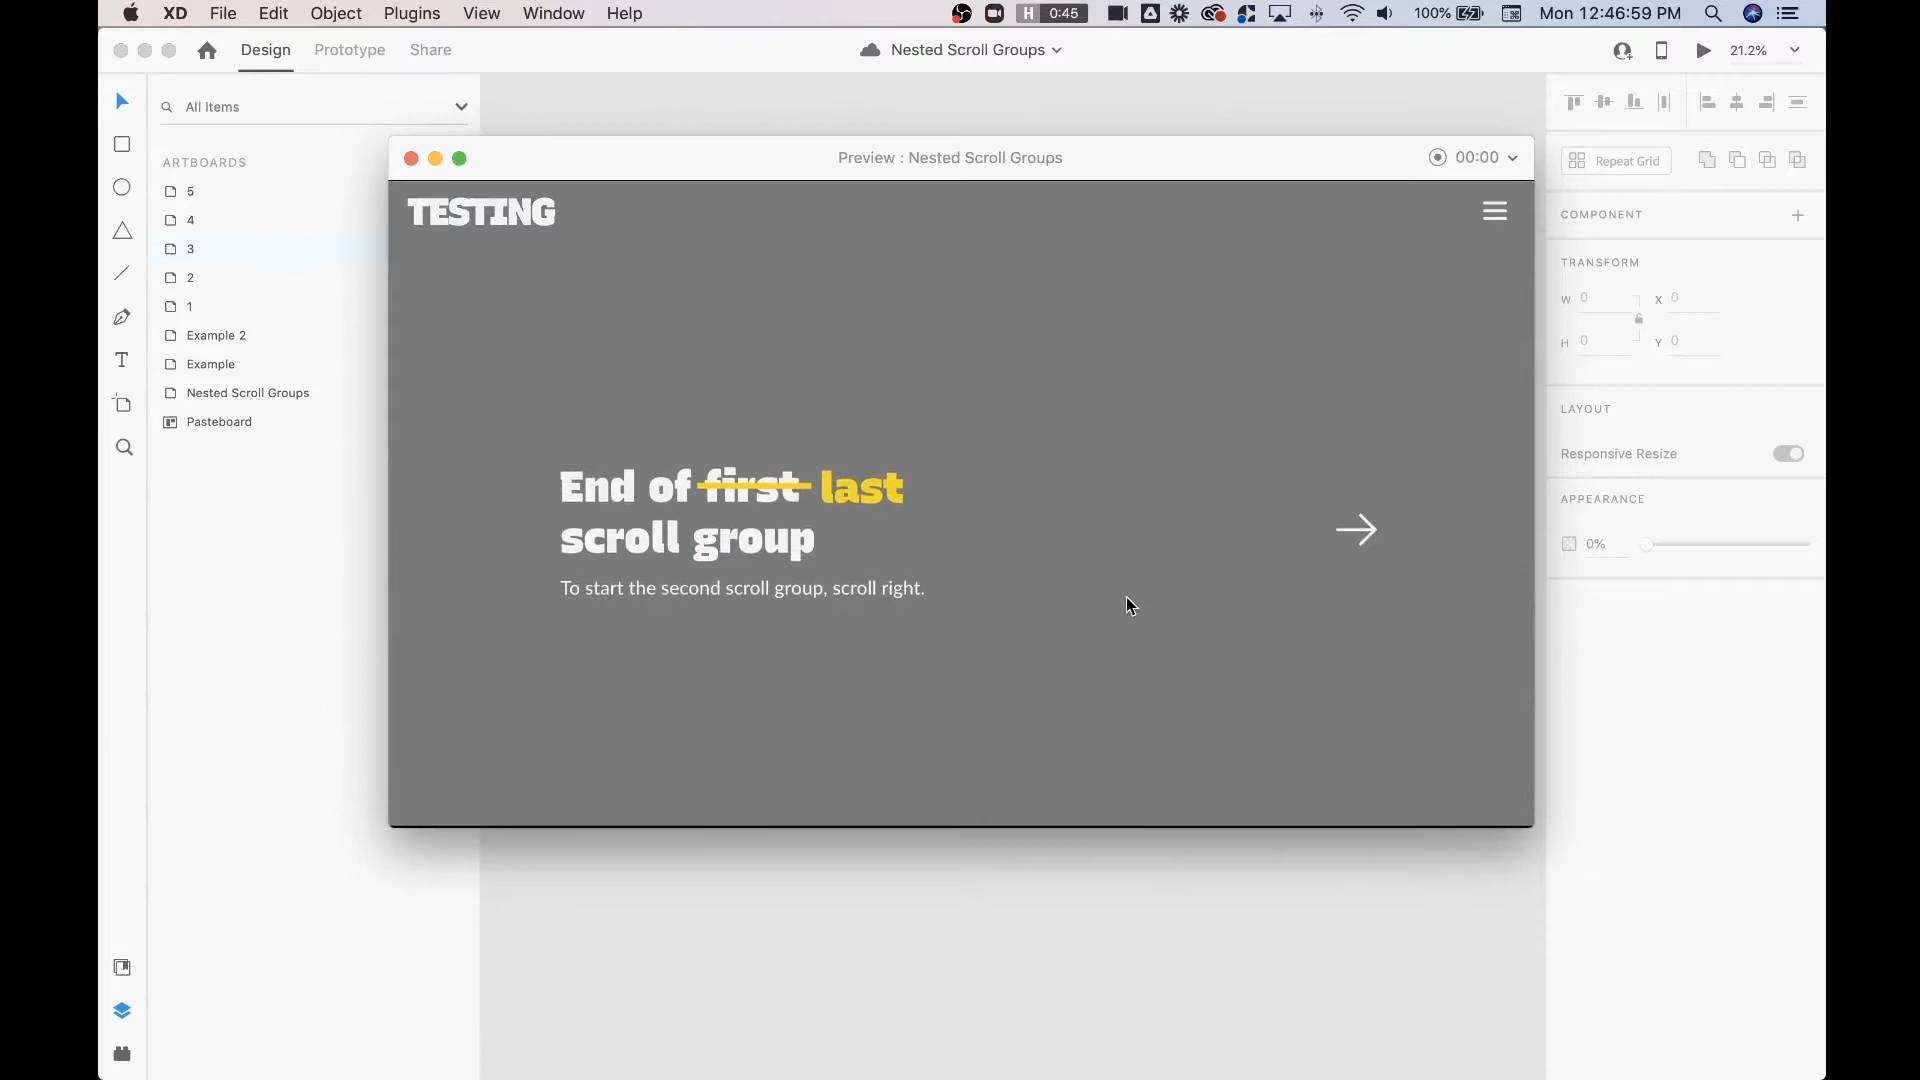 XD File Edit Object Plugins View Window Help H 0:45 100% Mon 12:46:59 PM
Design Prototype Share Nested Scroll Groups 21.2%
All Items
ARTBOARDS
5
4
3
2
1
Example 2
Example
Nested Scroll Groups
Pasteboard
Preview : Nested Scroll Groups 00:00
TESTING
End of first last
scroll group
To start the second scroll group, scroll right.
Repeat Grid
COMPONENT
TRANSFORM
W 0 X 0
H 0 Y 0
LAYOUT
Responsive Resize
APPEARANCE
0%